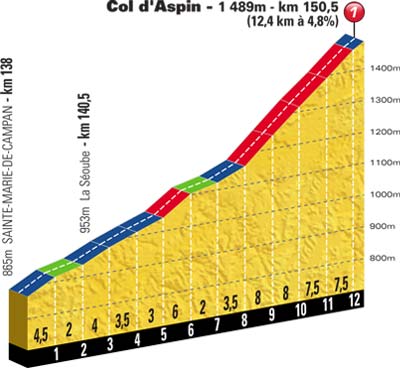 Col d'Aspin - 1 489m - km 150,5
(12,4 km à 4,8%)
1
865m SAINTE-MARIE-DE-CAMPAN - km 138
953m La Séoube - km 140,5
1400m
1300m
1200m
1100m
1000m
900m
800m
4,5 2 4 3,5 3 6 2 3,5 8 8 7,5 7,5
1 2 3 4 5 6 7 8 9 10 11 12